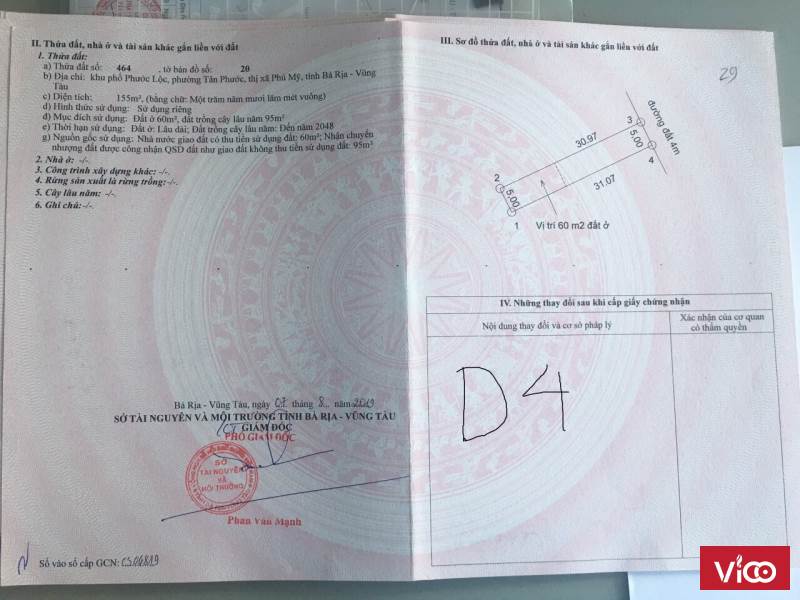 II. Thửa đất, nhà ở và tài sản khác gắn liền với đất
1. Thửa đất:
a) Thửa đất số: 464 , tờ bản đồ số: 20
b) Địa chỉ: khu phố Phước Lộc, phường Tân Phước, thị xã Phú Mỹ, tỉnh Bà Rịa - Vũng
Tàu
c) Diện tích: 155m², (bằng chữ: Một trăm năm mươi lăm mét vuông)
d) Hình thức sử dụng: Sử dụng riêng
đ) Mục đích sử dụng: Đất ở 60m², đất trồng cây lâu năm 95m²
e) Thời hạn sử dụng: Đất ở: Lâu dài; Đất trồng cây lâu năm: Đến năm 2048
g) Nguồn gốc sử dụng: Nhà nước giao đất có thu tiền sử dụng đất: 60m²; Nhận chuyển
nhượng đất được công nhận QSD đất như giao đất không thu tiền sử dụng đất: 95m²
2. Nhà ở: -/-
3. Công trình xây dựng khác: -/-
4. Rừng sản xuất là rừng trồng: -/-
5. Cây lâu năm: -/-
6. Ghi chú: -/-
Bà Rịa - Vũng Tàu, ngày 07 tháng 8 năm 2019
SỞ TÀI NGUYÊN VÀ MÔI TRƯỜNG TỈNH BÀ RỊA - VŨNG TÀU
KT GIÁM ĐỐC
PHÓ GIÁM ĐỐC
SỞ
TÀI NGUYÊN
VÀ
MÔI TRƯỜNG
Phan Văn Mạnh
Số vào sổ cấp GCN: CS06819
III. Sơ đồ thửa đất, nhà ở và tài sản khác gắn liền với đất
29
đường đất 4m
3
30.97
5.00
4
31.07
2
5.00
1
Vị trí 60 m2 đất ở
IV. Những thay đổi sau khi cấp giấy chứng nhận
Nội dung thay đổi và cơ sở pháp lý
Xác nhận của cơ quan
có thẩm quyền
D4
ViCO